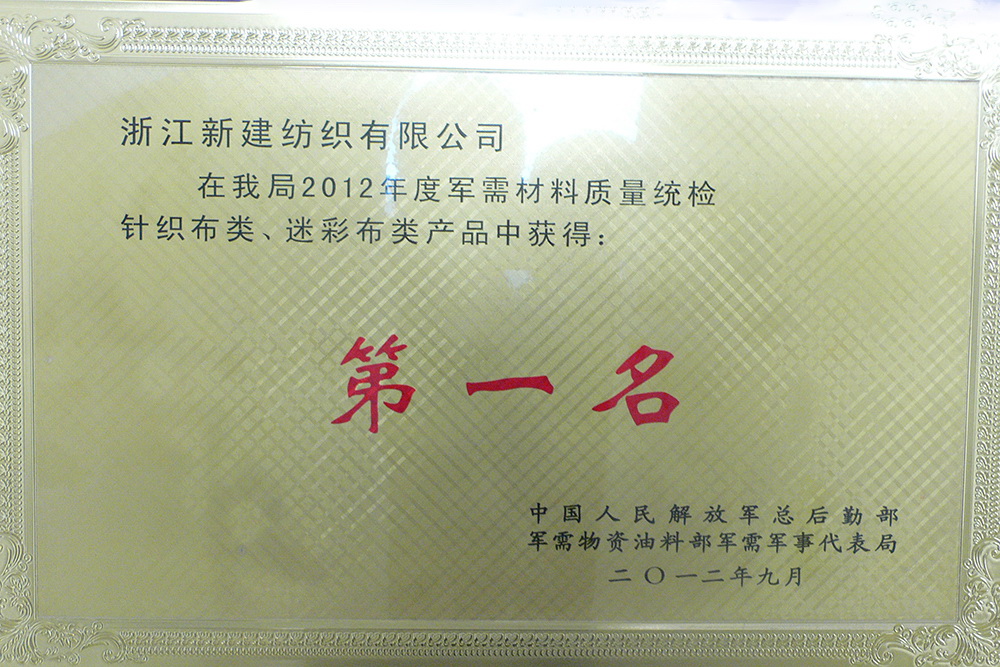 浙江新建纺织有限公司
在我局2012年度军需材料质量统检
针织布类、迷彩布类产品中获得：
第一名
中国人民解放军总后勤部
军需物资油料部军需军事代表局
二〇一二年九月